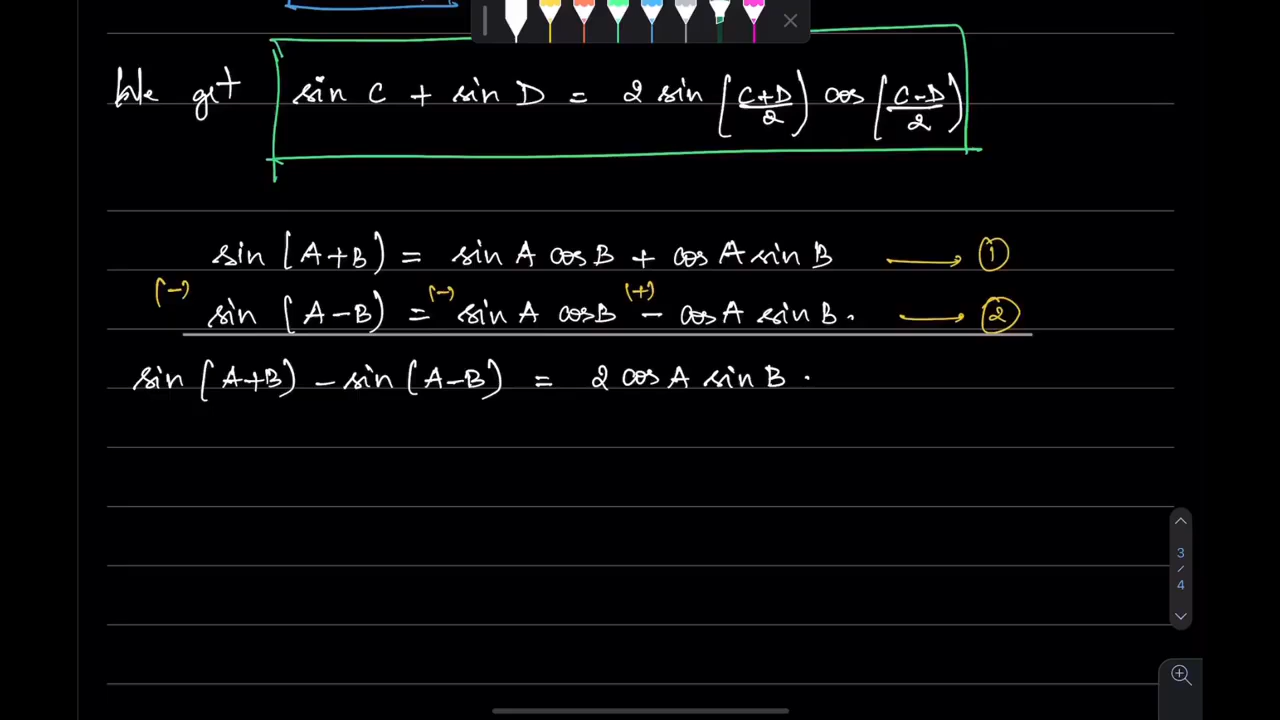 We get sin C + sin D = 2 sin (C+D/2) cos (C-D/2)
sin (A+B) = sin A cos B + cos A sin B → ①
(-) (-) (+)
sin (A-B) = sin A cos B - cos A sin B. → ②
sin (A+B) - sin (A-B) = 2 cos A sin B.
3
/
4